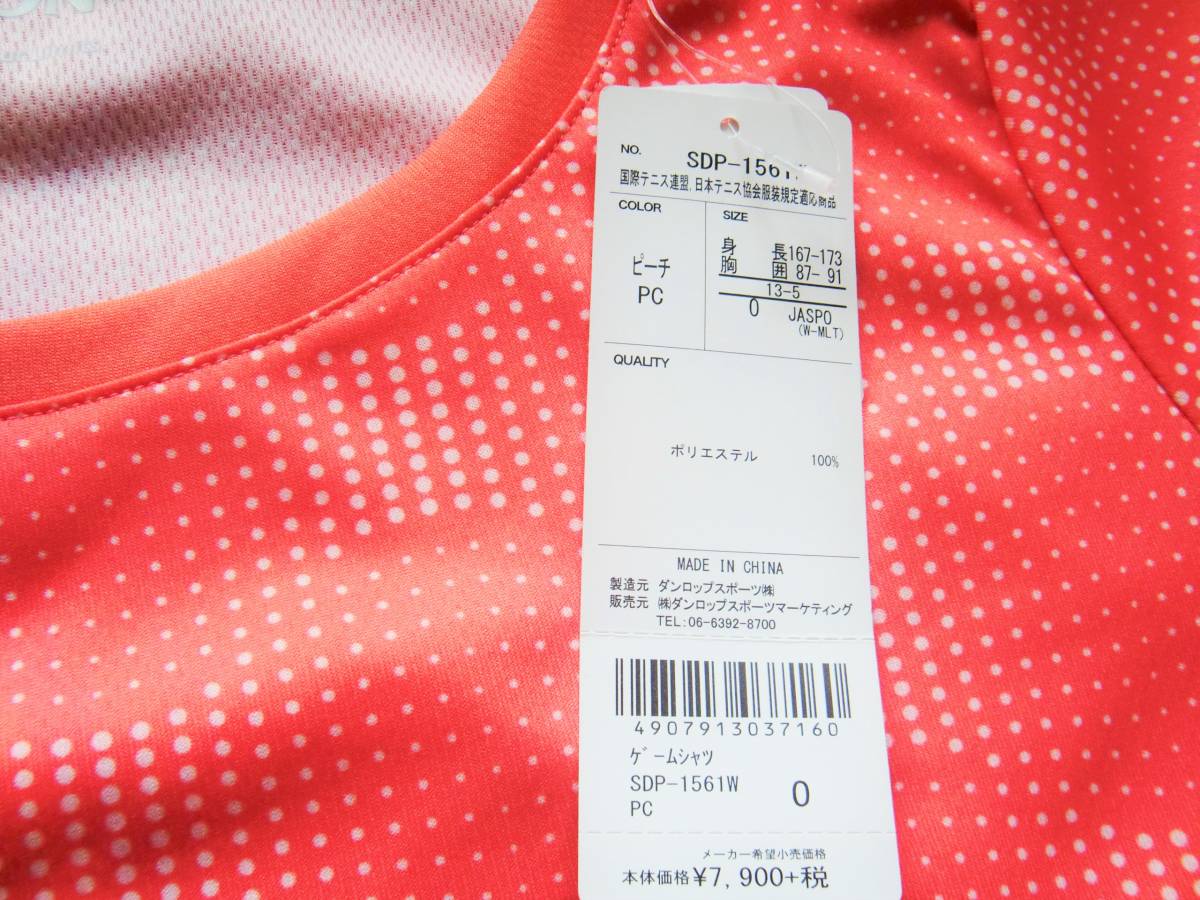 NO.
SDP-1561
国際テニス連盟,日本テニス協会服装規定適応商品
COLOR
ピーチ
PC
SIZE
身 長167-173
胸 囲87- 91
13-5
O JASPO
(W-MLT)
QUALITY
ポリエステル 100%
MADE IN CHINA
製造元 ダンロップスポーツ㈱
販売元 ㈱ダンロップスポーツマーケティング
TEL:06-6392-8700
4907913037160
ゲームシャツ
SDP-1561W
PC O
メーカー希望小売価格
本体価格¥7,900+税